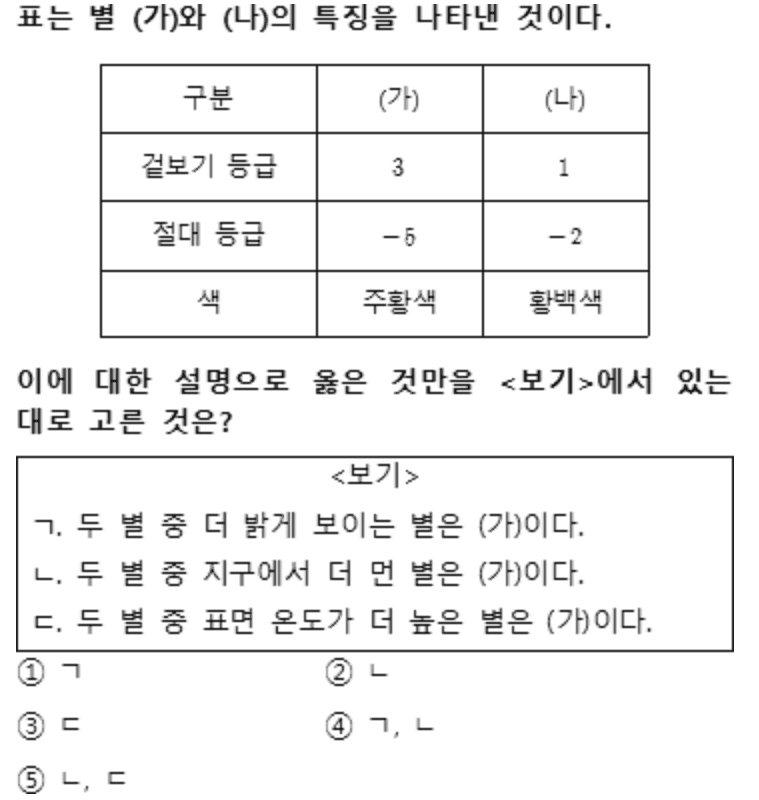 표는 별 (가)와 (나)의 특징을 나타낸 것이다.
구분 (가) (나)
겉보기 등급 3 1
절대 등급 −5 −2
색 주황색 황백색
이에 대한 설명으로 옳은 것만을 <보기>에서 있는
대로 고른 것은?
<보기>
ㄱ. 두 별 중 더 밝게 보이는 별은 (가)이다.
ㄴ. 두 별 중 지구에서 더 먼 별은 (가)이다.
ㄷ. 두 별 중 표면 온도가 더 높은 별은 (가)이다.
① ㄱ ② ㄴ
③ ㄷ ④ ㄱ, ㄴ
⑤ ㄴ, ㄷ